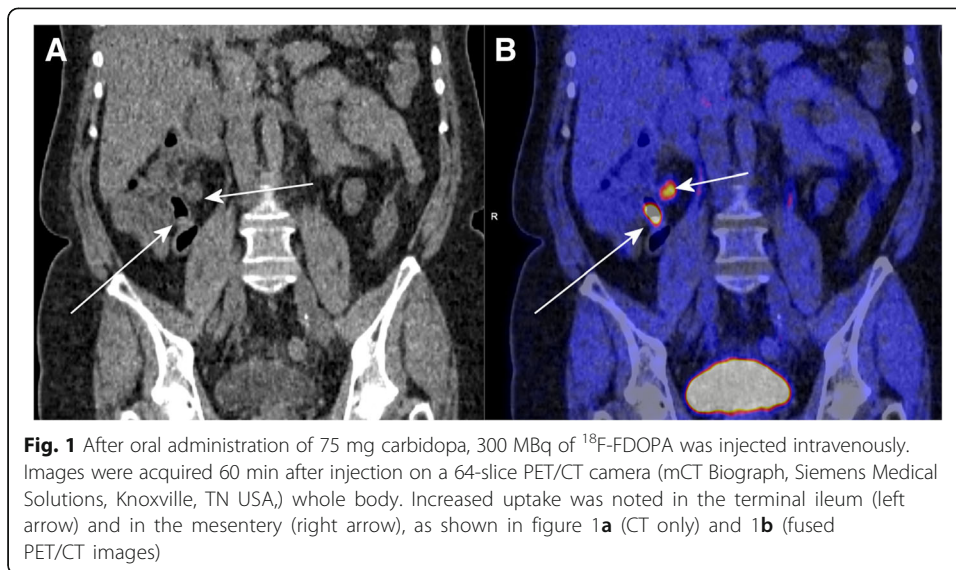 A
B
R
Fig. 1 After oral administration of 75 mg carbidopa, 300 MBq of ¹⁸F-FDOPA was injected intravenously.
Images were acquired 60 min after injection on a 64-slice PET/CT camera (mCT Biograph, Siemens Medical
Solutions, Knoxville, TN USA,) whole body. Increased uptake was noted in the terminal ileum (left
arrow) and in the mesentery (right arrow), as shown in figure 1a (CT only) and 1b (fused
PET/CT images)